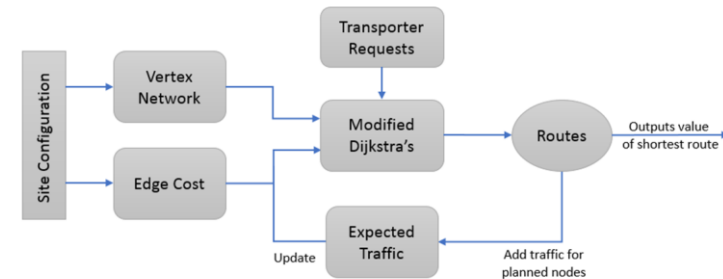 Site Configuration
Vertex
Network
Edge Cost
Transporter
Requests
Modified
Dijkstra’s
Expected
Traffic
Update
Routes
Outputs value
of shortest route
Add traffic for
planned nodes